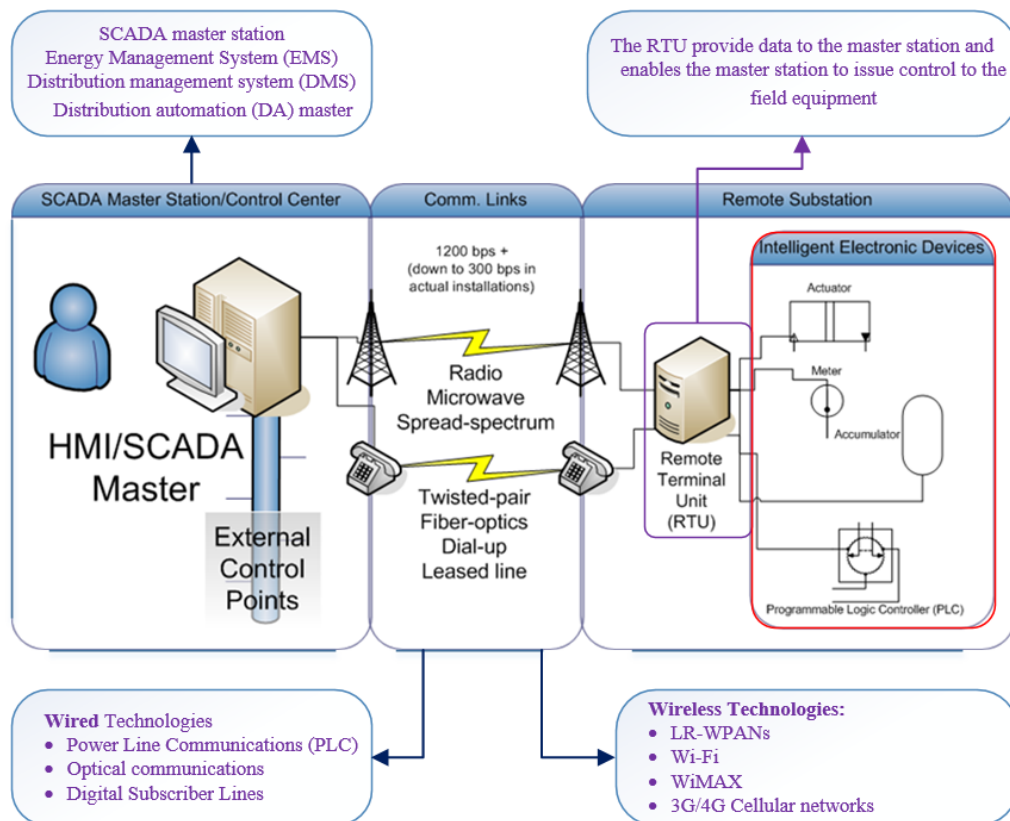 SCADA master station
Energy Management System (EMS)
Distribution management system (DMS)
Distribution automation (DA) master
The RTU provide data to the master station and
enables the master station to issue control to the
field equipment
SCADA Master Station/Control Center
Comm. Links
Remote Substation
1200 bps +
(down to 300 bps in
actual installations)
Intelligent Electronic Devices
Actuator
Meter
Accumulator
Programmable Logic Controller (PLC)
Radio
Microwave
Spread-spectrum
HMI/SCADA
Master
External
Control
Points
Twisted-pair
Fiber-optics
Dial-up
Leased line
Remote
Terminal
Unit
(RTU)
Wired Technologies
• Power Line Communications (PLC)
• Optical communications
• Digital Subscriber Lines
Wireless Technologies:
• LR-WPANs
• Wi-Fi
• WiMAX
• 3G/4G Cellular networks